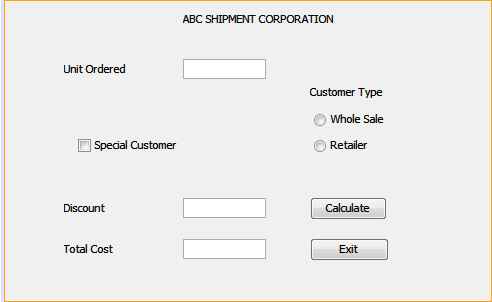 ABC SHIPMENT CORPORATION
Unit Ordered
Customer Type
Whole Sale
Special Customer
Retailer
Discount
Calculate
Total Cost
Exit